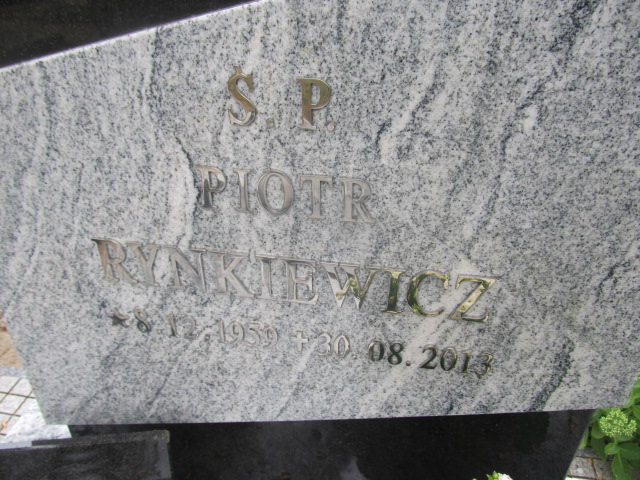 Ś. P.
PIOTR
RYNKIEWICZ
★ 8. 12. 1959 + 30. 08. 2013